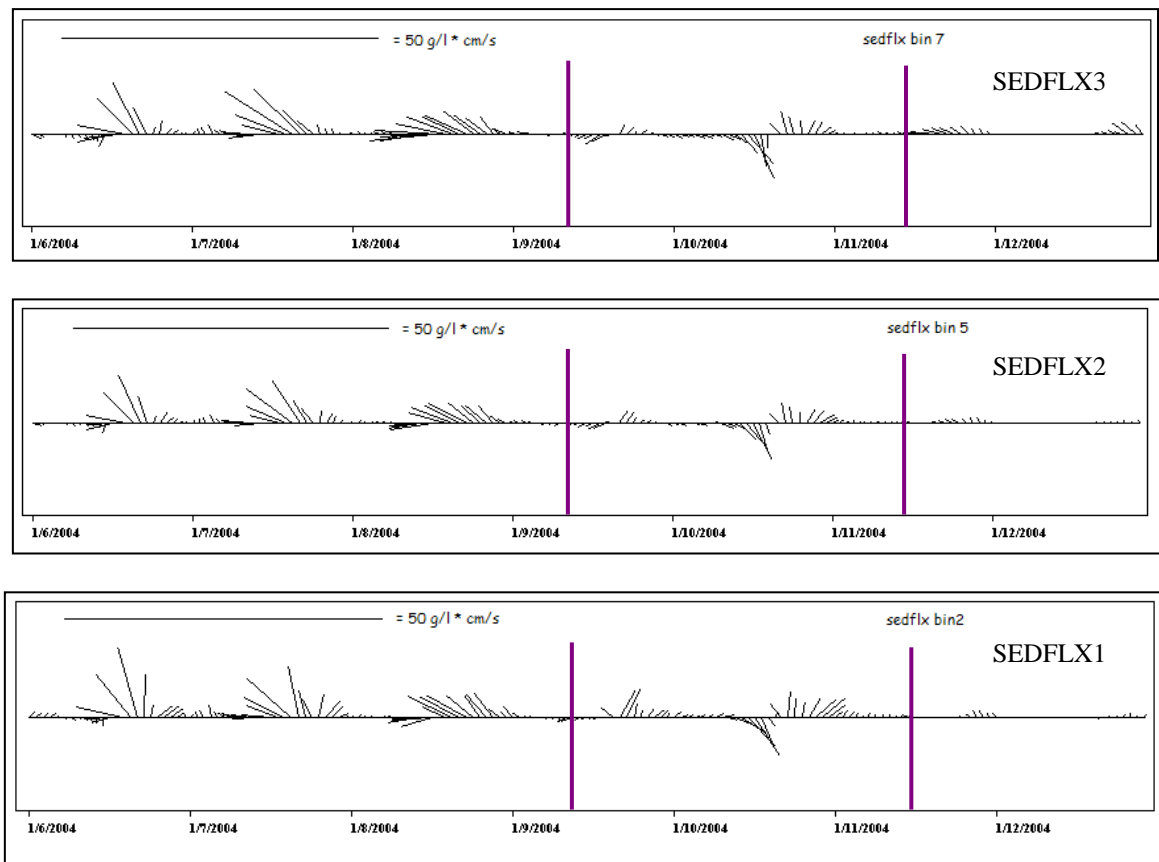 = 50 g/l * cm/s sedflx bin 7
SEDFLX3
1/6/2004 1/7/2004 1/8/2004 1/9/2004 1/10/2004 1/11/2004 1/12/2004
= 50 g/l * cm/s sedflx bin 5
SEDFLX2
1/6/2004 1/7/2004 1/8/2004 1/9/2004 1/10/2004 1/11/2004 1/12/2004
= 50 g/l * cm/s sedflx bin2
SEDFLX1
1/6/2004 1/7/2004 1/8/2004 1/9/2004 1/10/2004 1/11/2004 1/12/2004